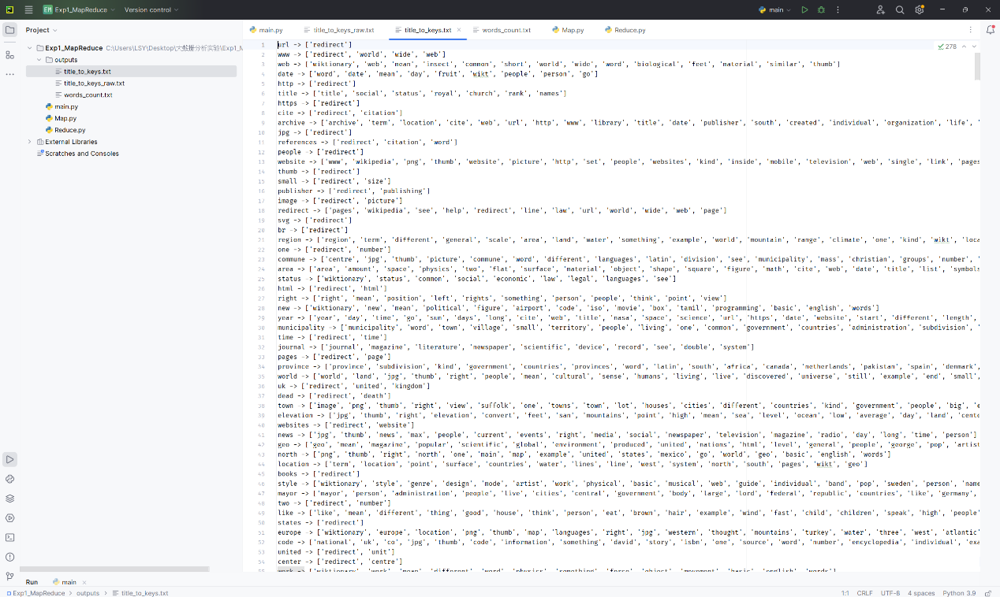 EM Exp1_MapReduce Version control main
Project
main.py title_to_keys_raw.txt title_to_keys.txt words_count.txt Map.py Reduce.py
Exp1_MapReduce C:\Users\LSY\Desktop\大数据分析实验\Exp1_M
outputs
title_to_keys.txt
title_to_keys_raw.txt
words_count.txt
main.py
Map.py
Reduce.py
External Libraries
Scratches and Consoles
278
1 url -> ['redirect']
2 www -> ['redirect', 'world', 'wide', 'web']
3 web -> ['wiktionary', 'web', 'mean', 'insect', 'common', 'short', 'world', 'wide', 'word', 'biological', 'feet', 'material', 'similar', 'thumb']
4 date -> ['word', 'date', 'mean', 'day', 'fruit', 'wikt', 'people', 'person', 'go']
5 http -> ['redirect']
6 title -> ['title', 'social', 'status', 'royal', 'church', 'rank', 'names']
7 https -> ['redirect']
8 cite -> ['redirect', 'citation']
9 archive -> ['archive', 'term', 'location', 'cite', 'web', 'url', 'http', 'www', 'library', 'title', 'date', 'publisher', 'south', 'created', 'individual', 'organization', 'life', '
10 jpg -> ['redirect']
11 references -> ['redirect', 'citation', 'word']
12 people -> ['redirect']
13 website -> ['www', 'wikipedia', 'png', 'thumb', 'website', 'picture', 'http', 'set', 'people', 'websites', 'kind', 'inside', 'mobile', 'television', 'web', 'single', 'link', 'pages
14 thumb -> ['redirect']
15 small -> ['redirect', 'size']
16 publisher -> ['redirect', 'publishing']
17 image -> ['redirect', 'picture']
18 redirect -> ['pages', 'wikipedia', 'see', 'help', 'redirect', 'line', 'law', 'url', 'world', 'wide', 'web', 'page']
19 svg -> ['redirect']
20 br -> ['redirect']
21 region -> ['region', 'term', 'different', 'general', 'scale', 'area', 'land', 'water', 'something', 'example', 'world', 'mountain', 'range', 'climate', 'one', 'kind', 'wikt', 'loca
22 one -> ['redirect', 'number']
23 commune -> ['centre', 'jpg', 'thumb', 'picture', 'commune', 'word', 'different', 'languages', 'latin', 'division', 'see', 'municipality', 'mass', 'christian', 'groups', 'number', '
24 area -> ['area', 'amount', 'space', 'physics', 'two', 'flat', 'surface', 'material', 'object', 'shape', 'square', 'figure', 'math', 'cite', 'web', 'date', 'title', 'list', 'symbols
25 status -> ['wiktionary', 'status', 'common', 'social', 'economic', 'law', 'legal', 'languages', 'see']
26 html -> ['redirect', 'html']
27 right -> ['right', 'mean', 'position', 'left', 'rights', 'something', 'person', 'people', 'think', 'point', 'view']
28 new -> ['wiktionary', 'new', 'mean', 'political', 'figure', 'airport', 'code', 'iso', 'movie', 'box', 'tamil', 'programming', 'basic', 'english', 'words']
29 year -> ['year', 'day', 'time', 'go', 'sun', 'days', 'long', 'cite', 'web', 'title', 'nasa', 'space', 'science', 'url', 'https', 'date', 'website', 'start', 'different', 'length',
30 municipality -> ['municipality', 'word', 'town', 'village', 'small', 'territory', 'people', 'living', 'one', 'common', 'government', 'countries', 'administration', 'subdivision', '
31 time -> ['redirect', 'time']
32 journal -> ['journal', 'magazine', 'literature', 'newspaper', 'scientific', 'device', 'record', 'see', 'double', 'system']
33 pages -> ['redirect', 'page']
34 province -> ['province', 'subdivision', 'kind', 'government', 'countries', 'provinces', 'word', 'latin', 'south', 'africa', 'canada', 'netherlands', 'pakistan', 'spain', 'denmark',
35 world -> ['world', 'land', 'jpg', 'thumb', 'right', 'people', 'mean', 'cultural', 'sense', 'humans', 'living', 'live', 'discovered', 'universe', 'still', 'example', 'end', 'small',
36 uk -> ['redirect', 'united', 'kingdom']
37 dead -> ['redirect', 'death']
38 town -> ['image', 'png', 'thumb', 'right', 'view', 'suffolk', 'one', 'towns', 'town', 'lot', 'houses', 'cities', 'different', 'countries', 'kind', 'government', 'people', 'big', 'e
39 elevation -> ['jpg', 'thumb', 'right', 'elevation', 'convert', 'feet', 'san', 'mountains', 'point', 'high', 'mean', 'sea', 'level', 'ocean', 'low', 'average', 'day', 'land', 'cente
40 websites -> ['redirect', 'website']
41 news -> ['jpg', 'thumb', 'news', 'max', 'people', 'current', 'events', 'right', 'media', 'social', 'newspaper', 'television', 'magazine', 'radio', 'day', 'long', 'time', 'person']
42 geo -> ['geo', 'mean', 'magazine', 'popular', 'scientific', 'global', 'environment', 'produced', 'united', 'nations', 'html', 'level', 'general', 'people', 'george', 'pop', 'artist
43 north -> ['png', 'thumb', 'right', 'north', 'one', 'main', 'map', 'example', 'united', 'states', 'mexico', 'go', 'world', 'geo', 'basic', 'english', 'words']
44 location -> ['term', 'location', 'point', 'surface', 'countries', 'water', 'lines', 'line', 'west', 'system', 'north', 'south', 'pages', 'wikt', 'geo']
45 books -> ['redirect']
46 style -> ['wiktionary', 'style', 'genre', 'design', 'mode', 'artist', 'work', 'physical', 'basic', 'musical', 'web', 'guide', 'individual', 'band', 'pop', 'sweden', 'person', 'name
47 mayor -> ['mayor', 'person', 'administration', 'people', 'live', 'cities', 'central', 'government', 'body', 'large', 'lord', 'federal', 'republic', 'countries', 'like', 'germany', '
48 two -> ['redirect', 'number']
49 like -> ['like', 'mean', 'different', 'thing', 'good', 'house', 'think', 'person', 'eat', 'brown', 'hair', 'example', 'wind', 'fast', 'child', 'children', 'speak', 'high', 'people'
50 states -> ['redirect']
51 europe -> ['wiktionary', 'europe', 'location', 'png', 'thumb', 'map', 'languages', 'right', 'jpg', 'western', 'thought', 'mountains', 'turkey', 'water', 'three', 'west', 'atlantic'
52 code -> ['national', 'uk', 'co', 'jpg', 'thumb', 'code', 'information', 'something', 'david', 'story', 'isbn', 'one', 'source', 'word', 'number', 'encyclopedia', 'individual', 'exa
53 united -> ['redirect', 'unit']
54 center -> ['redirect', 'centre']
55 work -> ['wiktionary', 'work', 'mean', 'different', 'word', 'physics', 'something', 'force', 'object', 'movement', 'basic', 'english', 'words']
Run main
Exp1_MapReduce > outputs > title_to_keys.txt 1:1 CRLF UTF-8 4 spaces Python 3.9